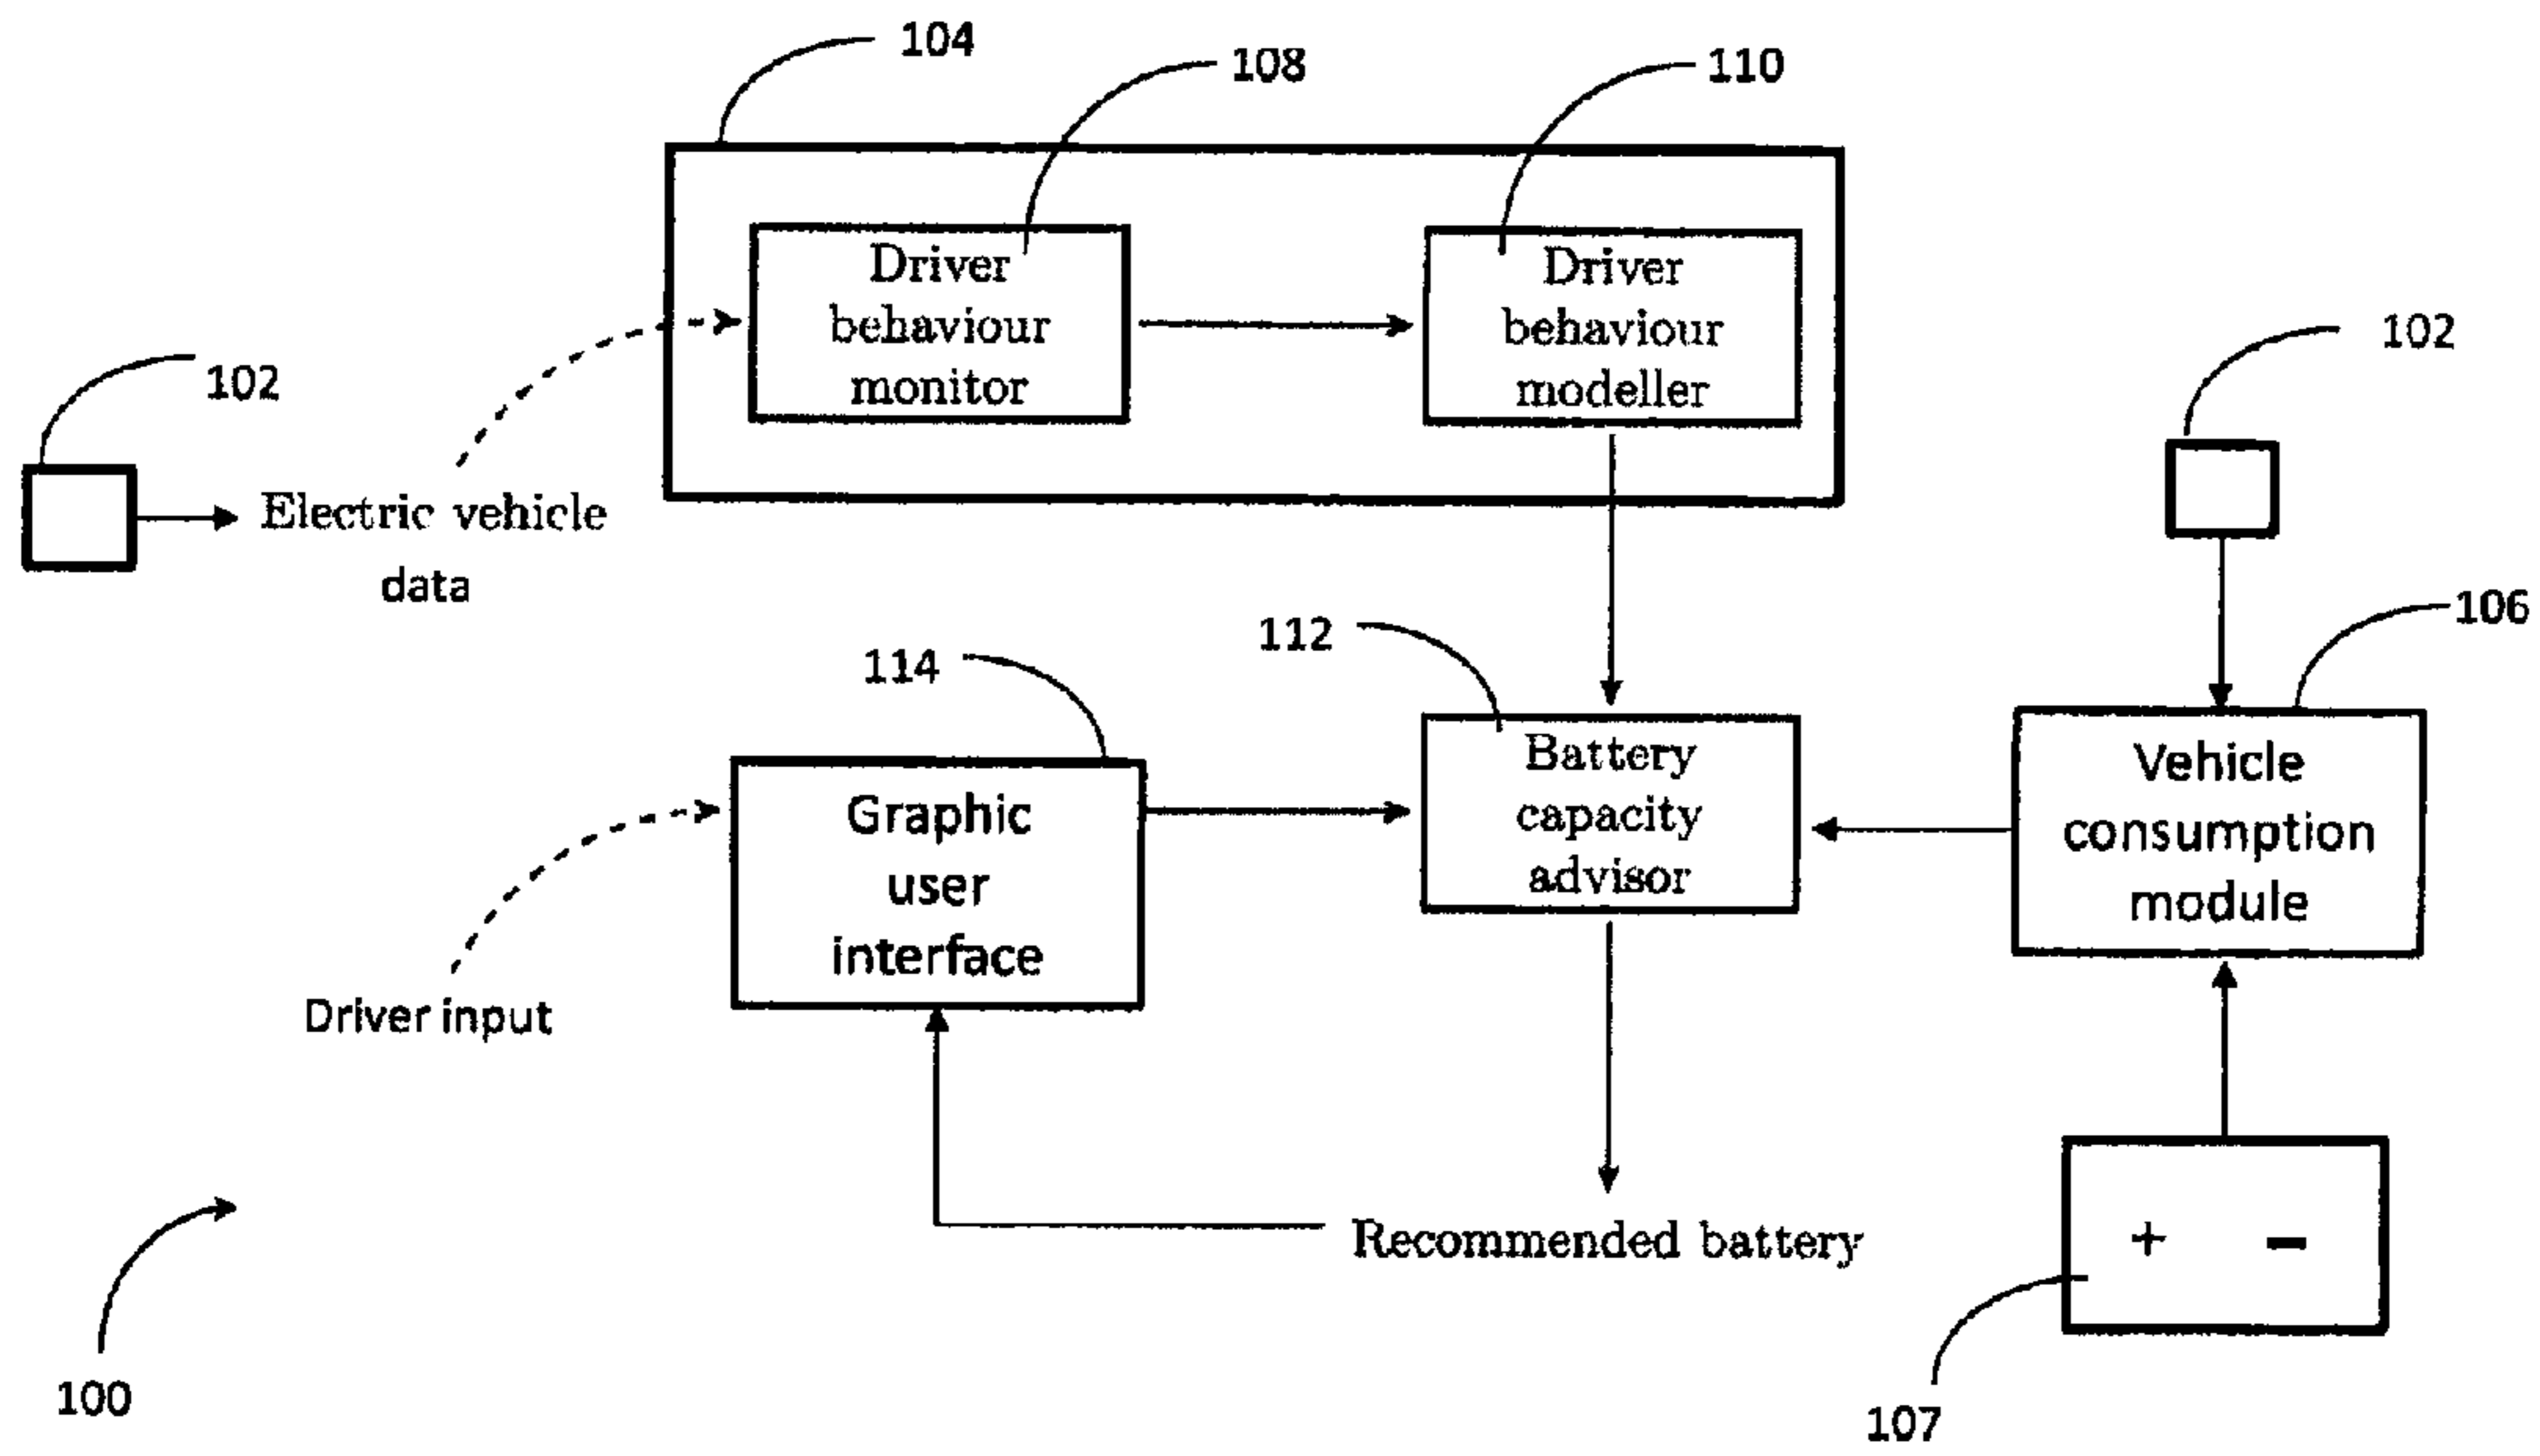 104
108
110
Driver
behaviour
monitor
Driver
behaviour
modeller
102
102
Electric vehicle
data
106
112
114
Battery
capacity
advisor
Vehicle
consumption
module
Graphic
user
interface
Driver input
Recommended battery
+ -
100
107